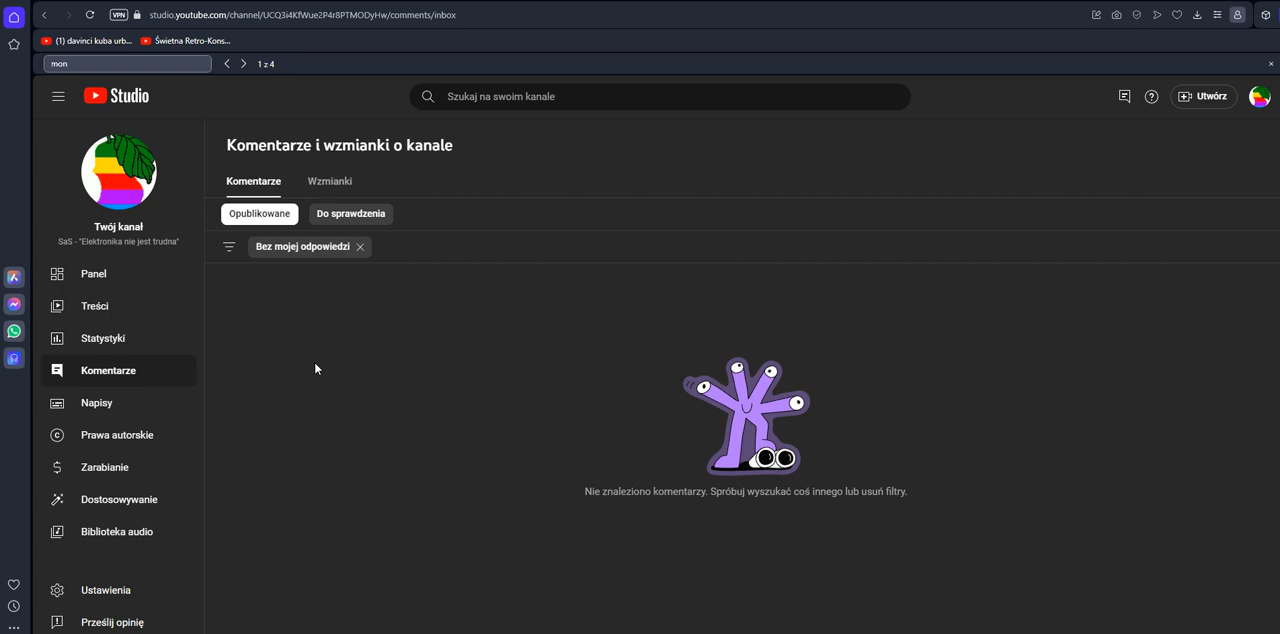 VPN studio.youtube.com/channel/UCQ3i4KfWue2P4r8PTMODyHw/comments/inbox
(1) davinci kuba urb... Świetna Retro-Kons...
mon 1 z 4
Studio Szukaj na swoim kanale Utwórz
Komentarze i wzmianki o kanale
Komentarze Wzmianki
Opublikowane Do sprawdzenia
Bez mojej odpowiedzi
Twój kanał
SaS - "Elektronika nie jest trudna"
Panel
Treści
Statystyki
Komentarze
Napisy
Prawa autorskie
Zarabianie
Dostosowywanie
Biblioteka audio
Ustawienia
Prześlij opinię
Nie znaleziono komentarzy. Spróbuj wyszukać coś innego lub usuń filtry.